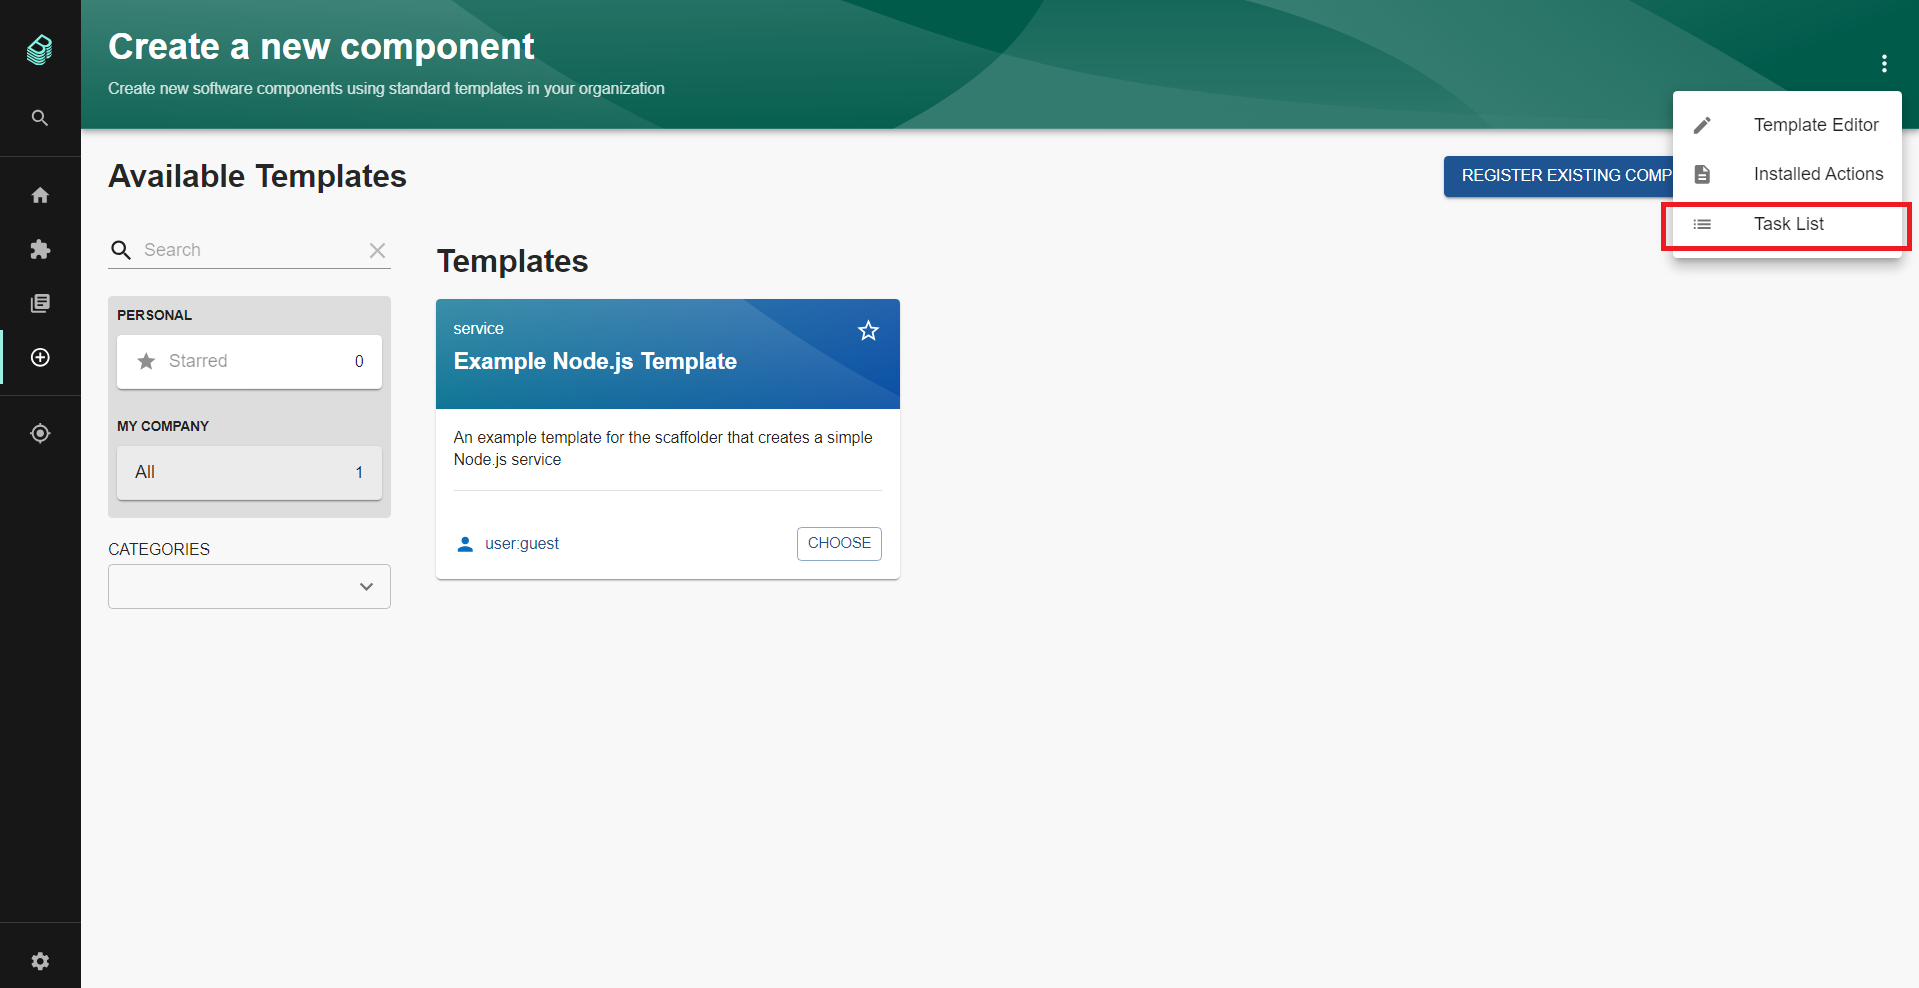 Create a new component
Create new software components using standard templates in your organization
Template Editor
Installed Actions
Task List
Available Templates
REGISTER EXISTING COMP
Search
Templates
PERSONAL
Starred 0
MY COMPANY
All 1
CATEGORIES
service
Example Node.js Template
An example template for the scaffolder that creates a simple
Node.js service
user:guest
CHOOSE